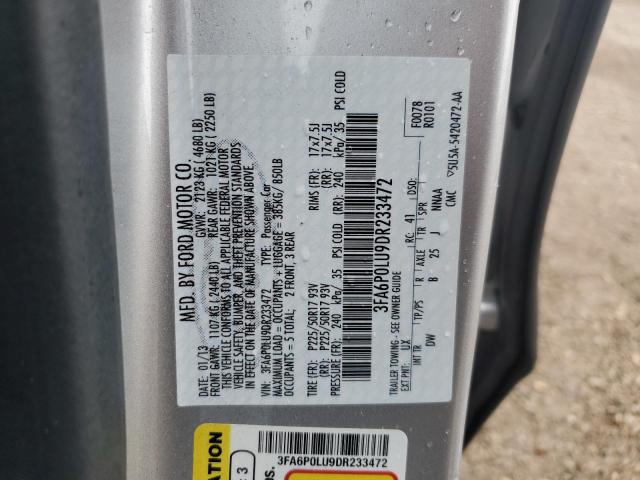 MFD. BY FORD MOTOR CO.
DATE: 01/13 GVWR: 2123 KG ( 4680 LB)
FRONT GAWR: 1107 KG ( 2440 LB) REAR GAWR: 1021 KG ( 2250 LB)
THIS VEHICLE CONFORMS TO ALL APPLICABLE FEDERAL MOTOR
VEHICLE SAFETY, BUMPER, AND THEFT PREVENTION STANDARDS
IN EFFECT ON THE DATE OF MANUFACTURE SHOWN ABOVE.
VIN: 3FA6P0LU9DR233472 TYPE: Passenger Car
MAXIMUM LOAD = OCCUPANTS + LUGGAGE = 385KG/ 850LB
OCCUPANTS = 5 TOTAL; 2 FRONT, 3 REAR
TIRE (FR): P225/50R17 93V RIMS (FR): 17x7.5J
(RR): P225/50R17 93V (RR): 17x7.5J
PRESSURE (FR): 240 kPa/ 35 PSI COLD (RR): 240 kPa/ 35 PSI COLD
3FA6P0LU9DR233472
F0078
R0101
TRAILER TOWING - SEE OWNER GUIDE
EXT PNT: UX RC: 41 DSO:
INT TR TP/PS R AXLE TR SPR
DW B 25 J NNAA
CMC
5U5A-5420472-AA
3FA6P0LU9DR233472
: 3